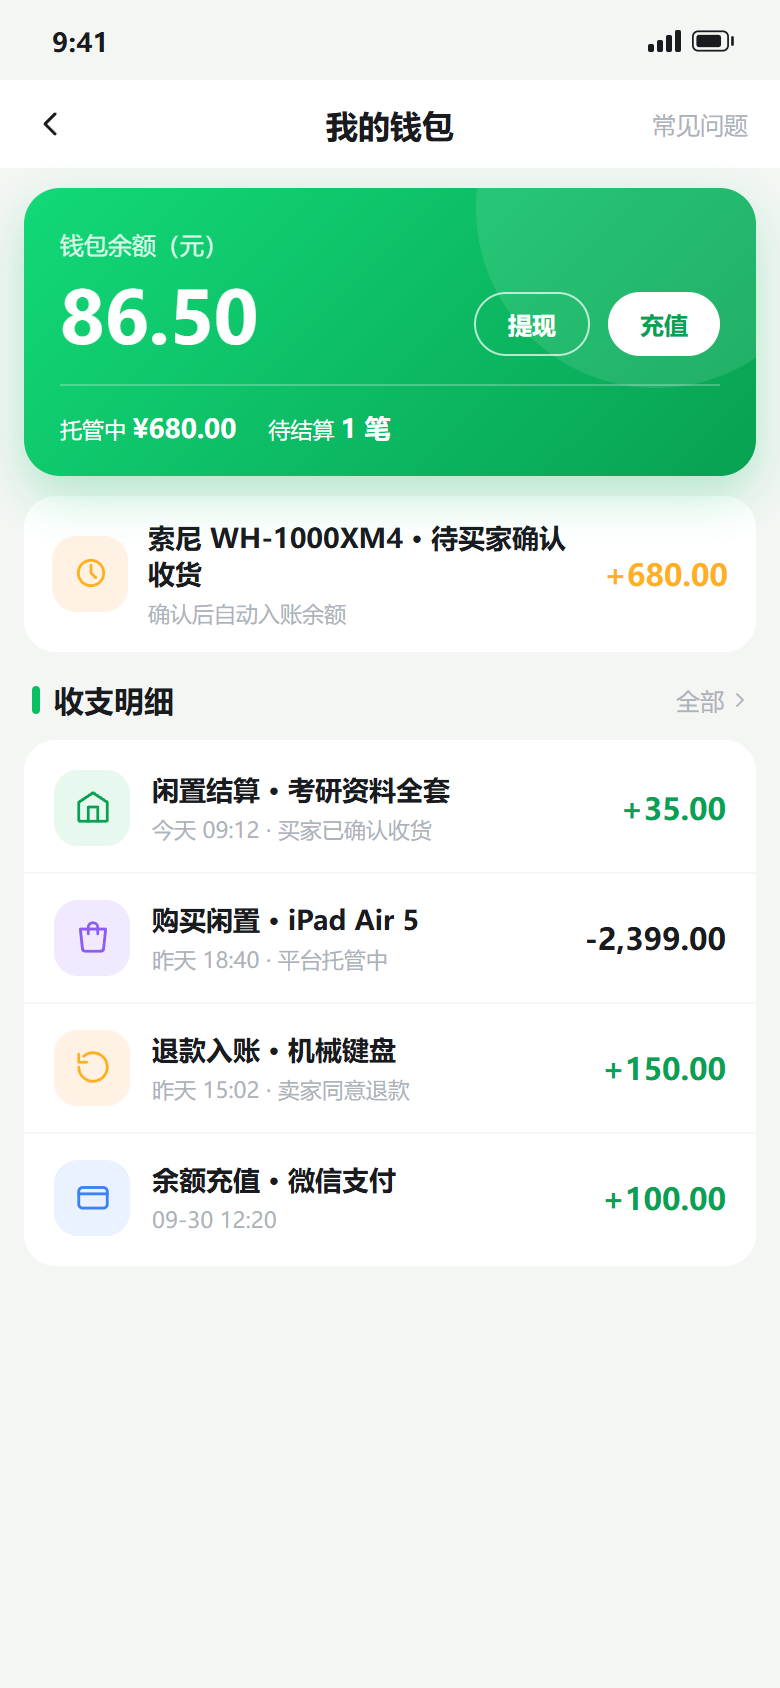 9:41
我的钱包
常见问题
钱包余额（元）
86.50
提现
充值
托管中 ¥680.00 待结算 1 笔
索尼 WH-1000XM4 · 待买家确认
收货
+680.00
确认后自动入账余额
收支明细
全部
闲置结算 · 考研资料全套
+35.00
今天 09:12 · 买家已确认收货
购买闲置 · iPad Air 5
-2,399.00
昨天 18:40 · 平台托管中
退款入账 · 机械键盘
+150.00
昨天 15:02 · 卖家同意退款
余额充值 · 微信支付
+100.00
09-30 12:20